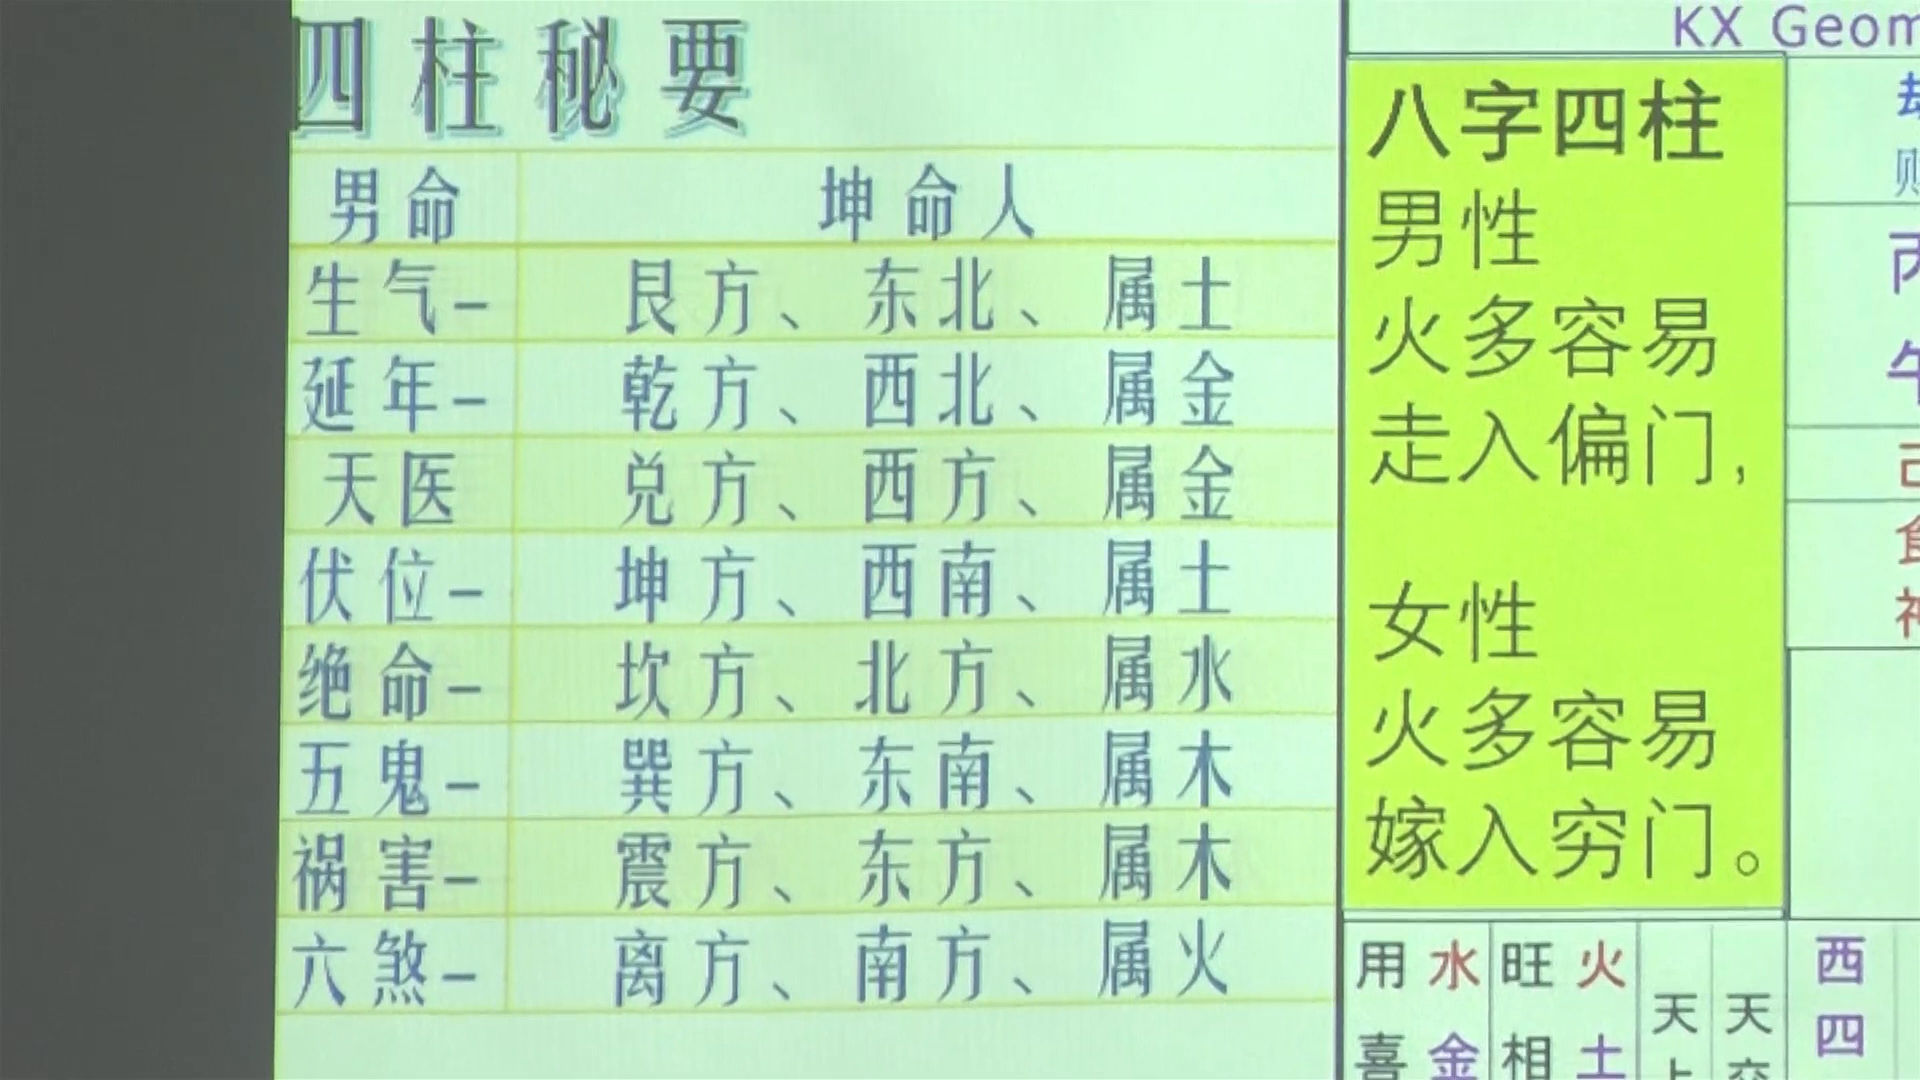 四柱秘要
男命 坤命人
生气– 艮方、东北、属土
延年– 乾方、西北、属金
天医 兑方、西方、属金
伏位– 坤方、西南、属土
绝命– 坎方、北方、属水
五鬼– 巽方、东南、属木
祸害– 震方、东方、属木
六煞– 离方、南方、属火
KX Geom
八字四柱
男性
火多容易
走入偏门,
女性
火多容易
嫁入穷门。
用 水 旺 火
喜 金 相 土
天 天
西
四